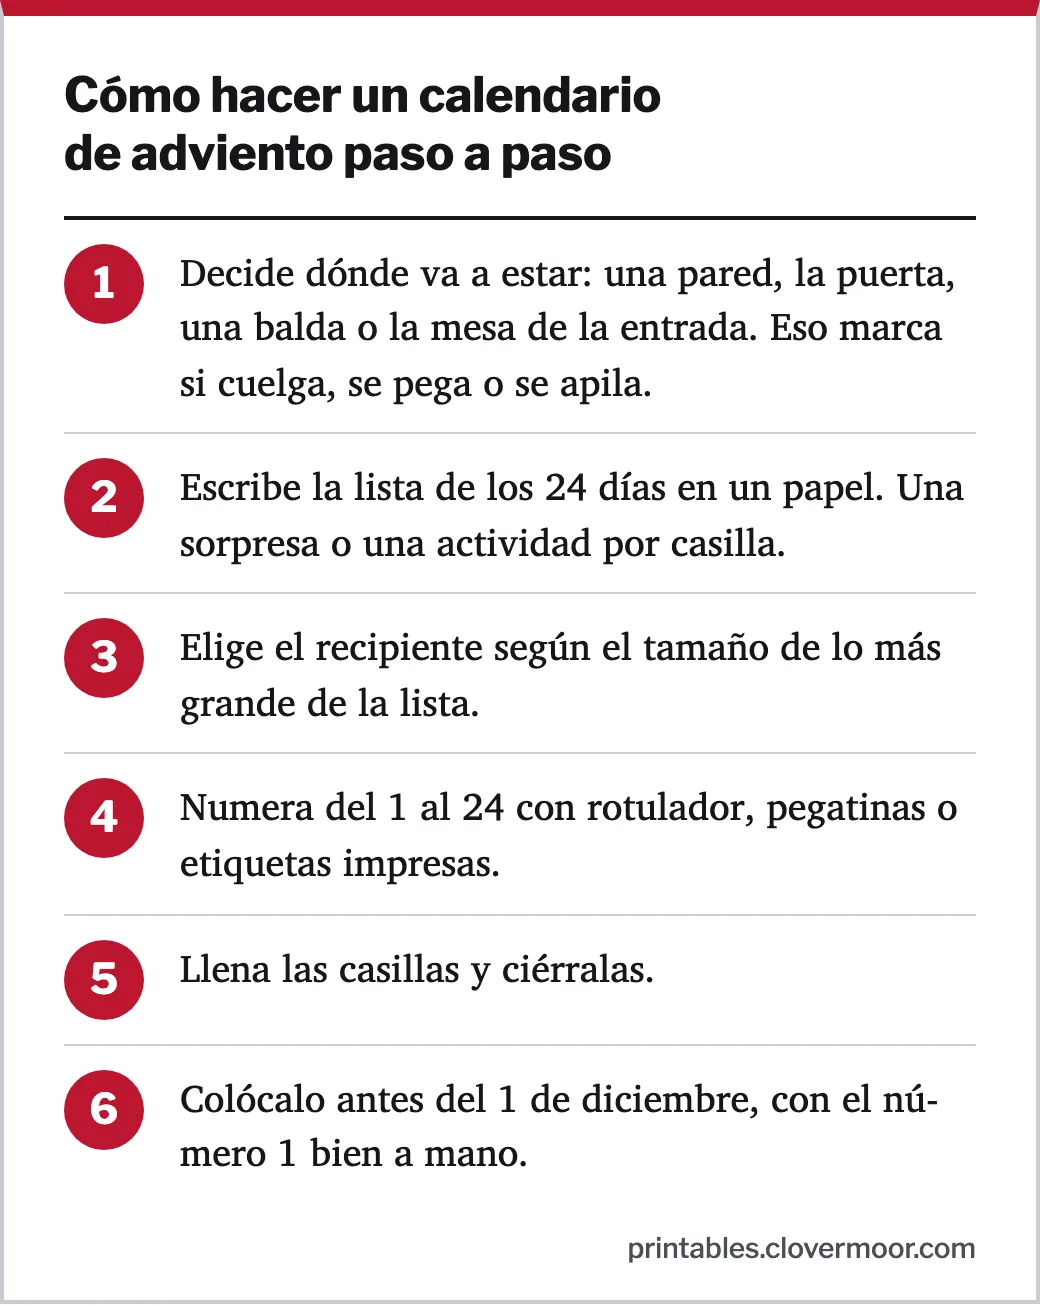 Cómo hacer un calendario
de adviento paso a paso
1
Decide dónde va a estar: una pared, la puerta,
una balda o la mesa de la entrada. Eso marca
si cuelga, se pega o se apila.
2
Escribe la lista de los 24 días en un papel. Una
sorpresa o una actividad por casilla.
3
Elige el recipiente según el tamaño de lo más
grande de la lista.
4
Numera del 1 al 24 con rotulador, pegatinas o
etiquetas impresas.
5
Llena las casillas y ciérralas.
6
Colócalo antes del 1 de diciembre, con el nú-
mero 1 bien a mano.
printables.clovermoor.com